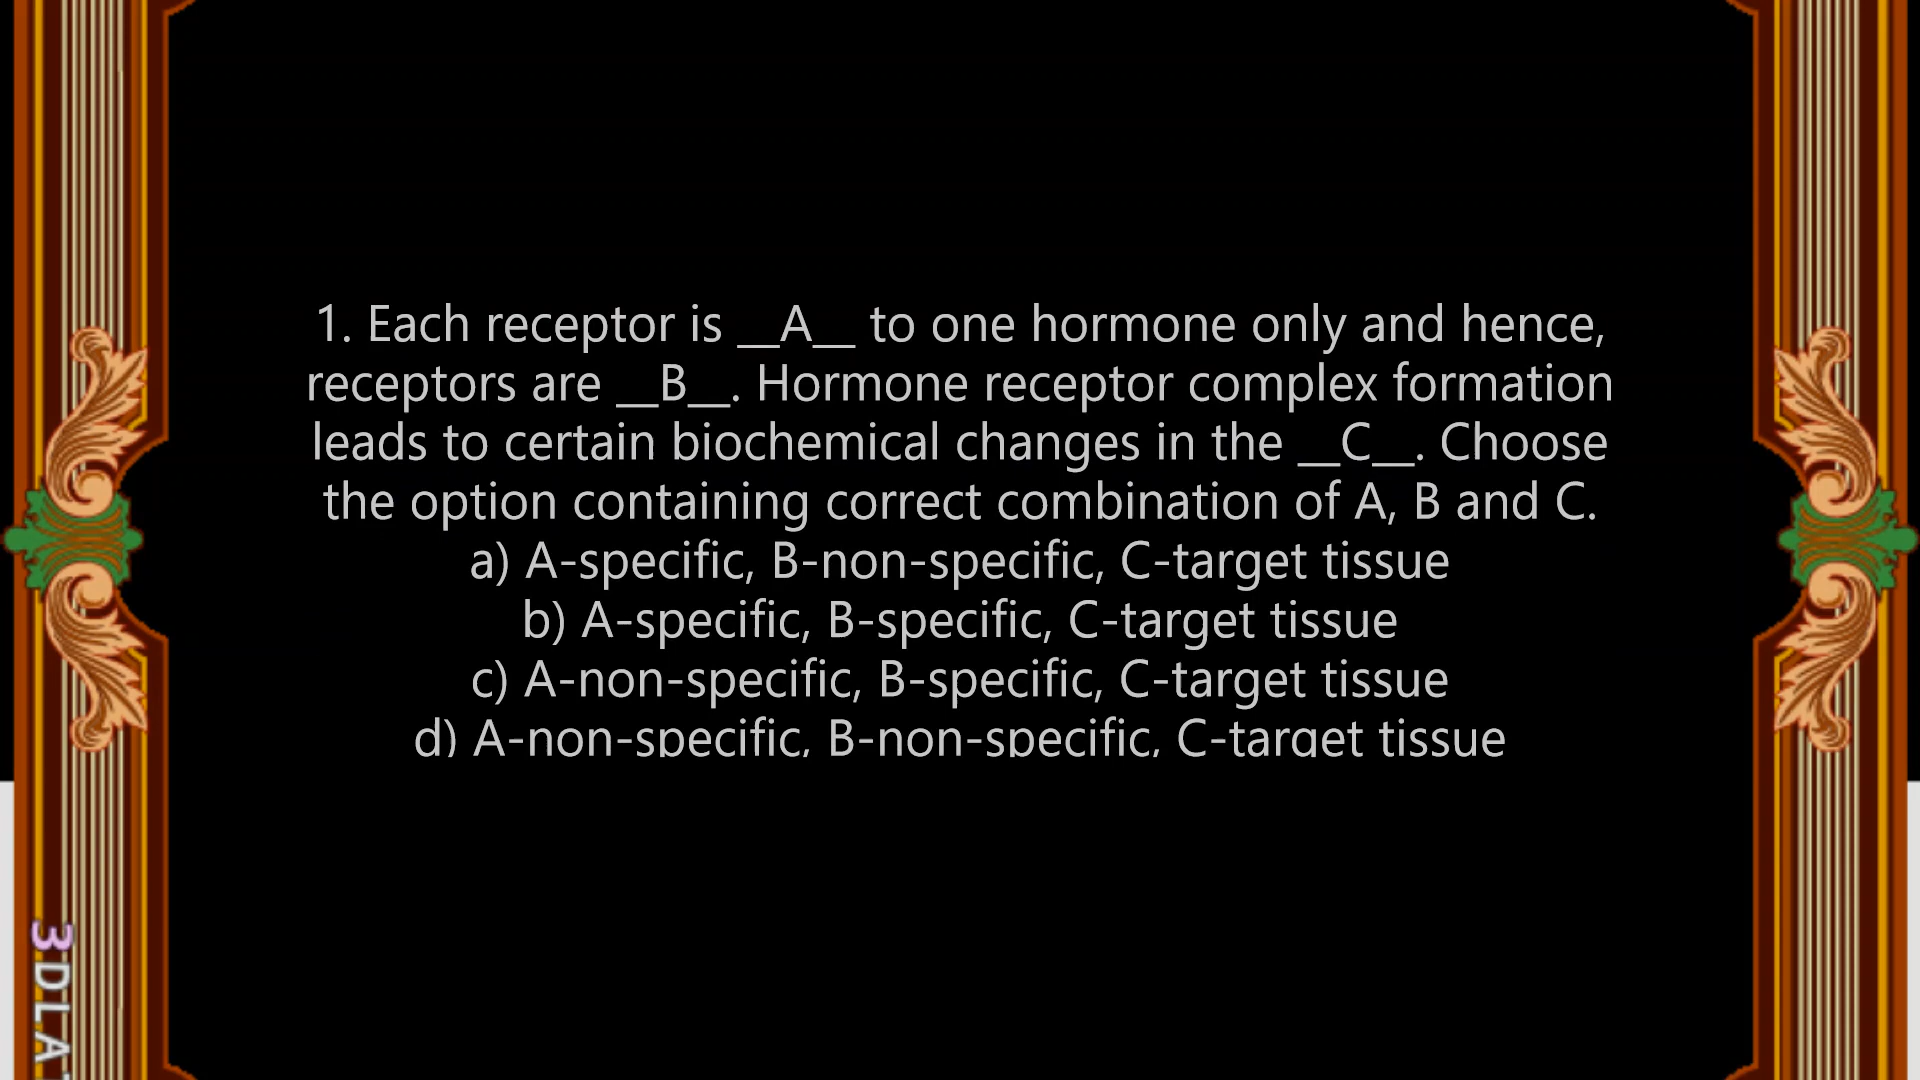 1. Each receptor is __A__ to one hormone only and hence,
receptors are __B__. Hormone receptor complex formation
leads to certain biochemical changes in the __C__. Choose
the option containing correct combination of A, B and C.
a) A-specific, B-non-specific, C-target tissue
b) A-specific, B-specific, C-target tissue
c) A-non-specific, B-specific, C-target tissue
d) A-non-specific, B-non-specific, C-target tissue
3DLA